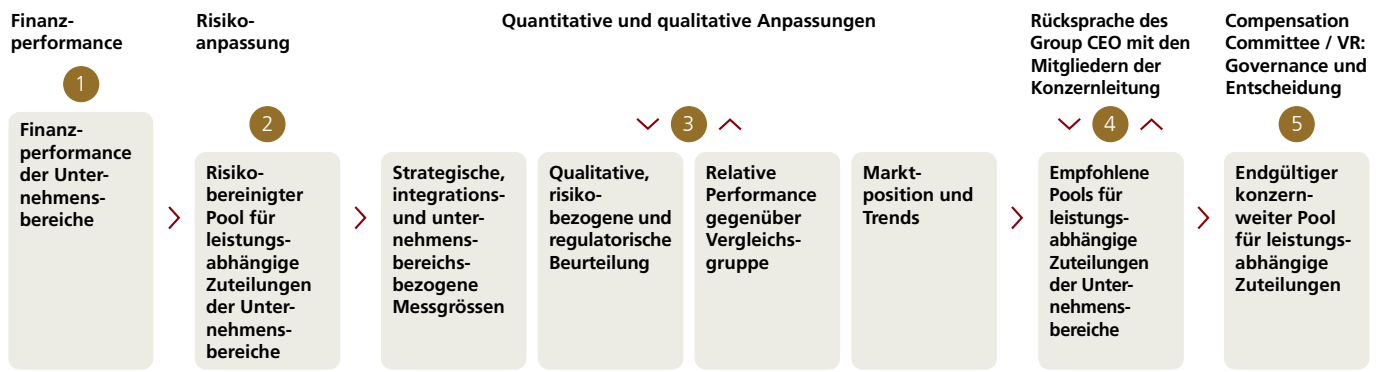 Finanz-
performance
Risiko-
anpassung
Quantitative und qualitative Anpassungen
Rücksprache des
Group CEO mit den
Mitgliedern der
Konzernleitung
Compensation
Committee / VR:
Governance und
Entscheidung
1
2
3
4
5
Finanz-
performance
der Unter-
nehmens-
bereiche
Risiko-
bereinigter
Pool für
leistungs-
abhängige
Zuteilungen
der Unter-
nehmens-
bereiche
Strategische,
integrations-
und unter-
nehmens-
bereichs-
bezogene
Messgrössen
Qualitative,
risiko-
bezogene und
regulatorische
Beurteilung
Relative
Performance
gegenüber
Vergleichs-
gruppe
Markt-
position und
Trends
Empfohlene
Pools für
leistungs-
abhängige
Zuteilungen
der Unter-
nehmens-
bereiche
Endgültiger
konzern-
weiter Pool
für leistungs-
abhängige
Zuteilungen